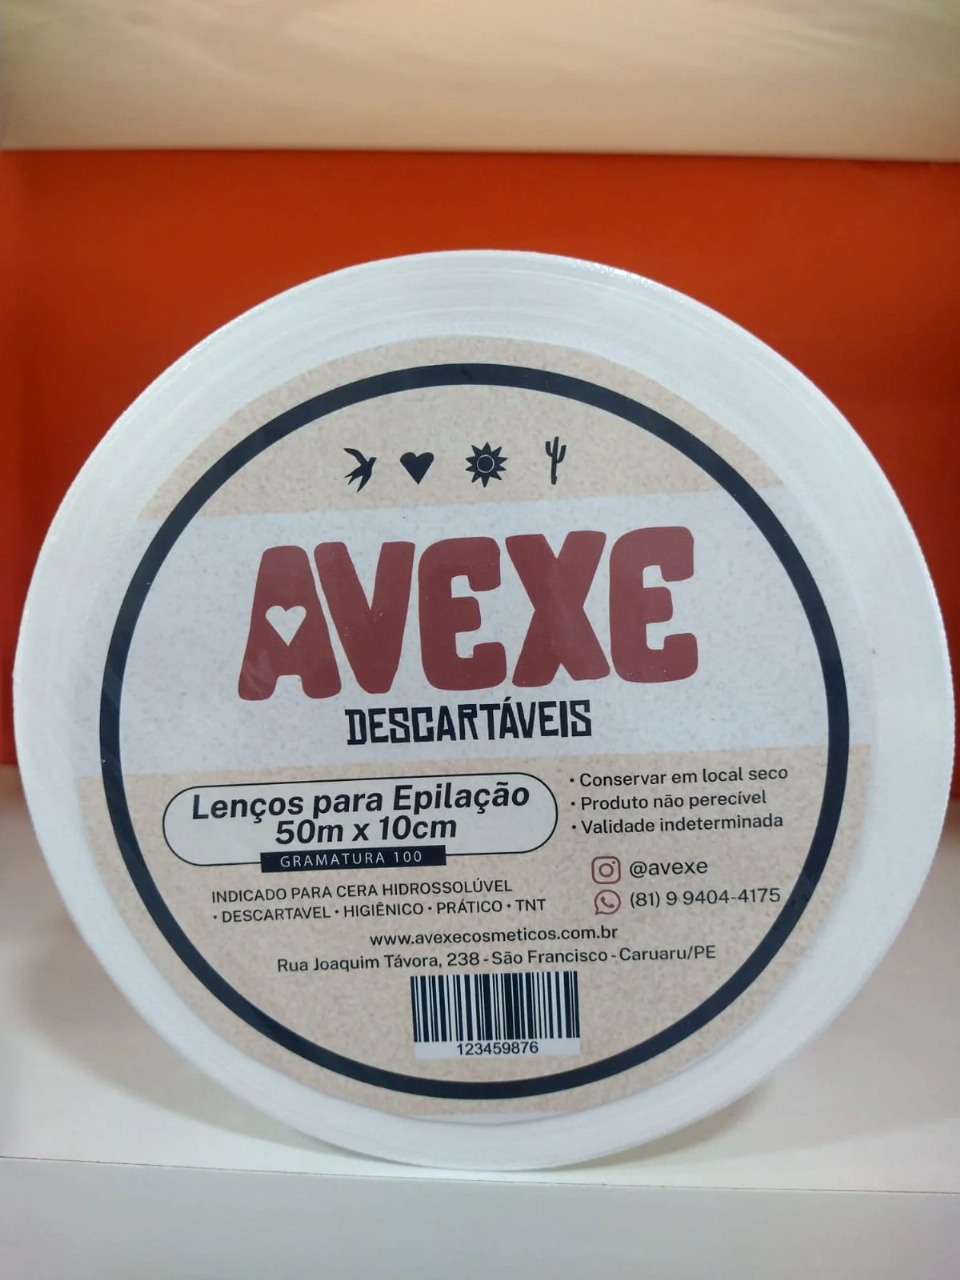 AVEXE
DESCARTÁVEIS
Lenços para Epilação
50m x 10cm
GRAMATURA 100
INDICADO PARA CERA HIDROSSOLÚVEL
• DESCARTAVEL • HIGIÊNICO • PRÁTICO • TNT
• Conservar em local seco
• Produto não perecível
• Validade indeterminada
@avexe
(81) 9 9404-4175
www.avexecosmeticos.com.br
Rua Joaquim Távora, 238 - São Francisco - Caruaru/PE
123459876